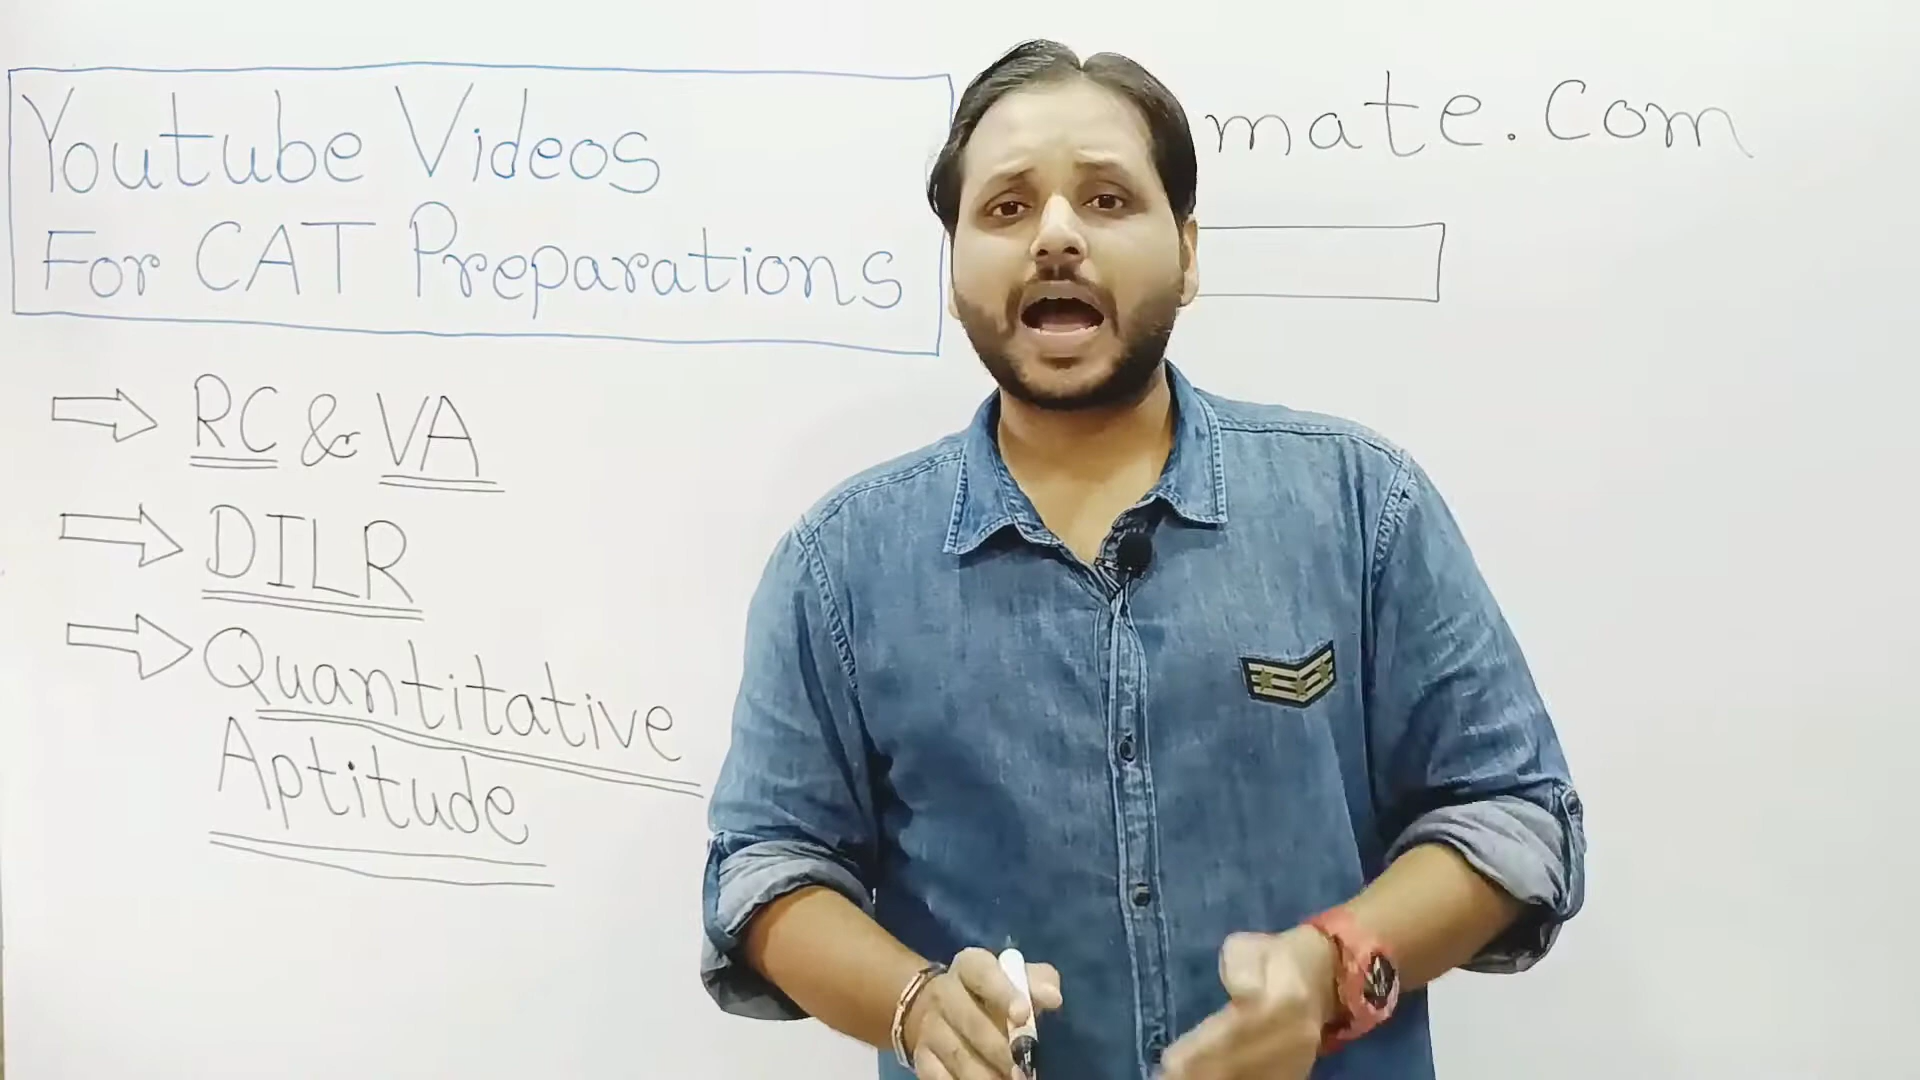 Youtube Videos
For CAT Preparations
RC & VA
DILR
Quantitative
Aptitude
mate.Com